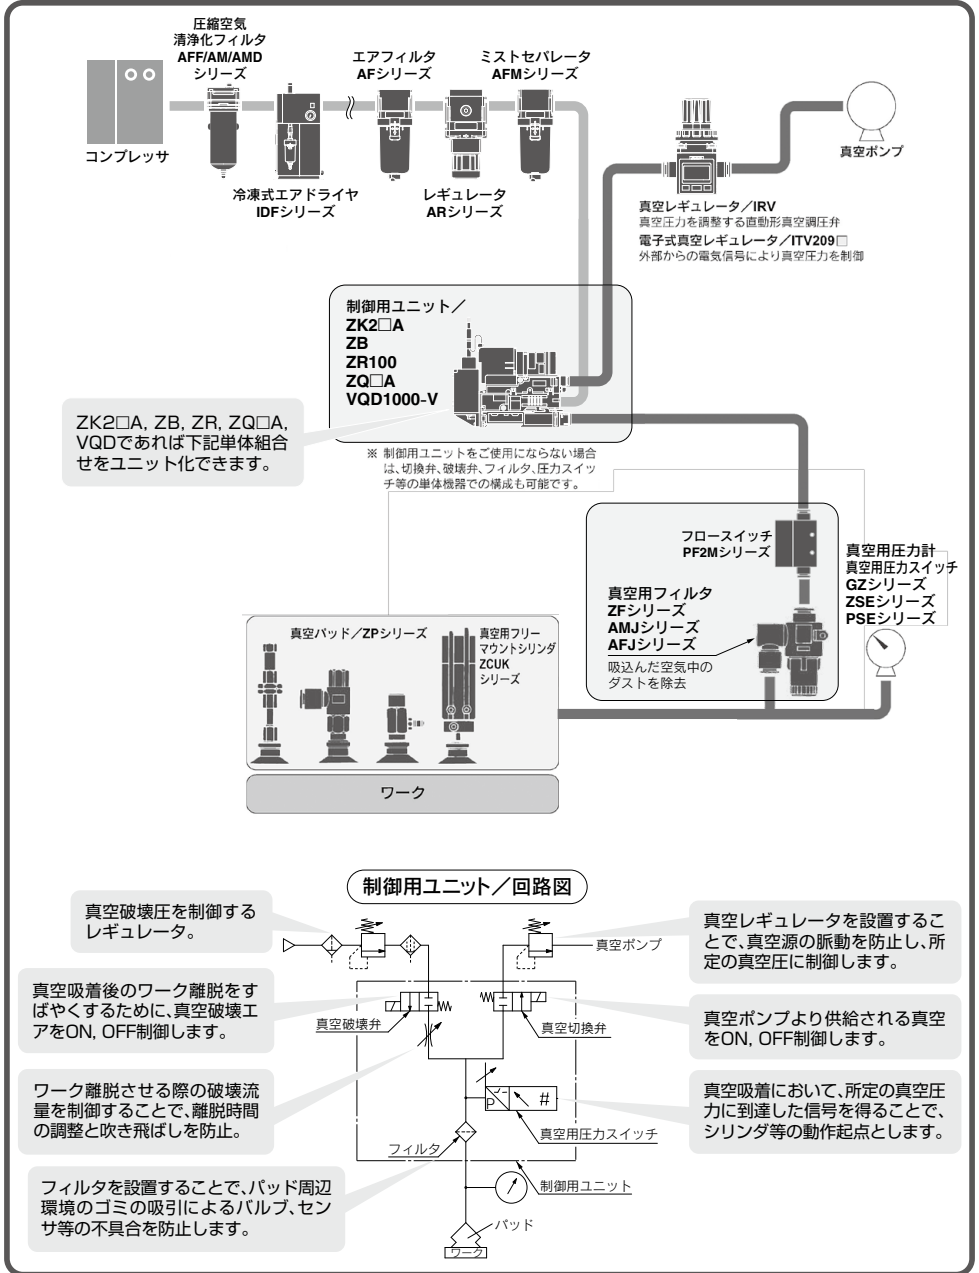 圧縮空気
清浄化フィルタ
AFF/AM/AMD
シリーズ
コンプレッサ
冷凍式エアドライヤ
IDFシリーズ
エアフィルタ
AFシリーズ
レギュレータ
ARシリーズ
ミストセパレータ
AFMシリーズ
真空ポンプ
真空レギュレータ／IRV
真空圧力を調整する直動形真空調圧弁
電子式真空レギュレータ／ITV209□
外部からの電気信号により真空圧力を制御
制御用ユニット／
ZK2□A
ZB
ZR100
ZQ□A
VQD1000-V
ZK2□A, ZB, ZR, ZQ□A,
VQDであれば下記単体組合
せをユニット化できます。
※ 制御用ユニットをご使用にならない場合
は、切換弁、破壊弁、フィルタ、圧力スイッ
チ等の単体機器での構成も可能です。
フロースイッチ
PF2Mシリーズ
真空用フィルタ
ZFシリーズ
AMJシリーズ
AFJシリーズ
吸込んだ空気中の
ダストを除去
真空用圧力計
真空用圧力スイッチ
GZシリーズ
ZSEシリーズ
PSEシリーズ
真空パッド／ZPシリーズ
真空用フリー
マウントシリンダ
ZCUK
シリーズ
ワーク
制御用ユニット／回路図
真空破壊圧を制御する
レギュレータ。
真空吸着後のワーク離脱をす
ばやくするために、真空破壊エ
アをON, OFF制御します。
ワーク離脱させる際の破壊流
量を制御することで、離脱時間
の調整と吹き飛ばしを防止。
フィルタを設置することで、パッド周辺
環境のゴミの吸引によるバルブ、セン
サ等の不具合を防止します。
真空ポンプ
真空破壊弁
真空切換弁
P
#
真空用圧力スイッチ
フィルタ
制御用ユニット
パッド
ワーク
真空レギュレータを設置するこ
とで、真空源の脈動を防止し、所
定の真空圧に制御します。
真空ポンプより供給される真空
をON, OFF制御します。
真空吸着において、所定の真空圧
力に到達した信号を得ることで、
シリンダ等の動作起点とします。